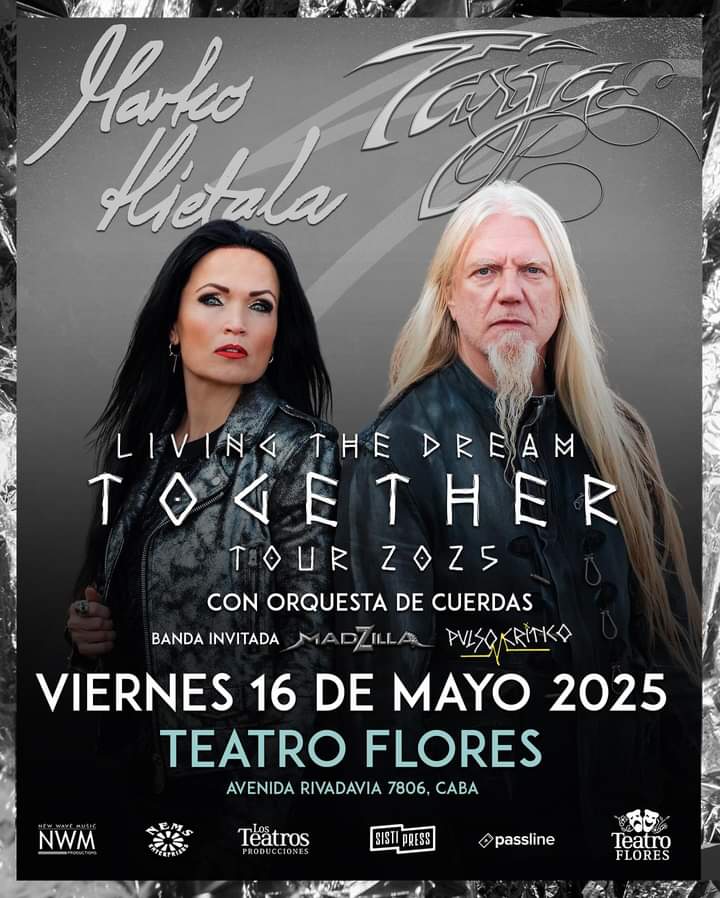 Marko Hietala
Tarja
LIVING THE DREAM
TOGETHER
TOUR 2025
CON ORQUESTA DE CUERDAS
BANDA INVITADA MADZILLA PULSO CRÍTICO
VIERNES 16 DE MAYO 2025
TEATRO FLORES
AVENIDA RIVADAVIA 7806, CABA
NEW WAVE MUSIC
NWM
PRODUCTIONS
NEMS
ENTERPRISES
Los
Teatros
PRODUCCIONES
SISTI PRESS
passline
Teatro
FLORES